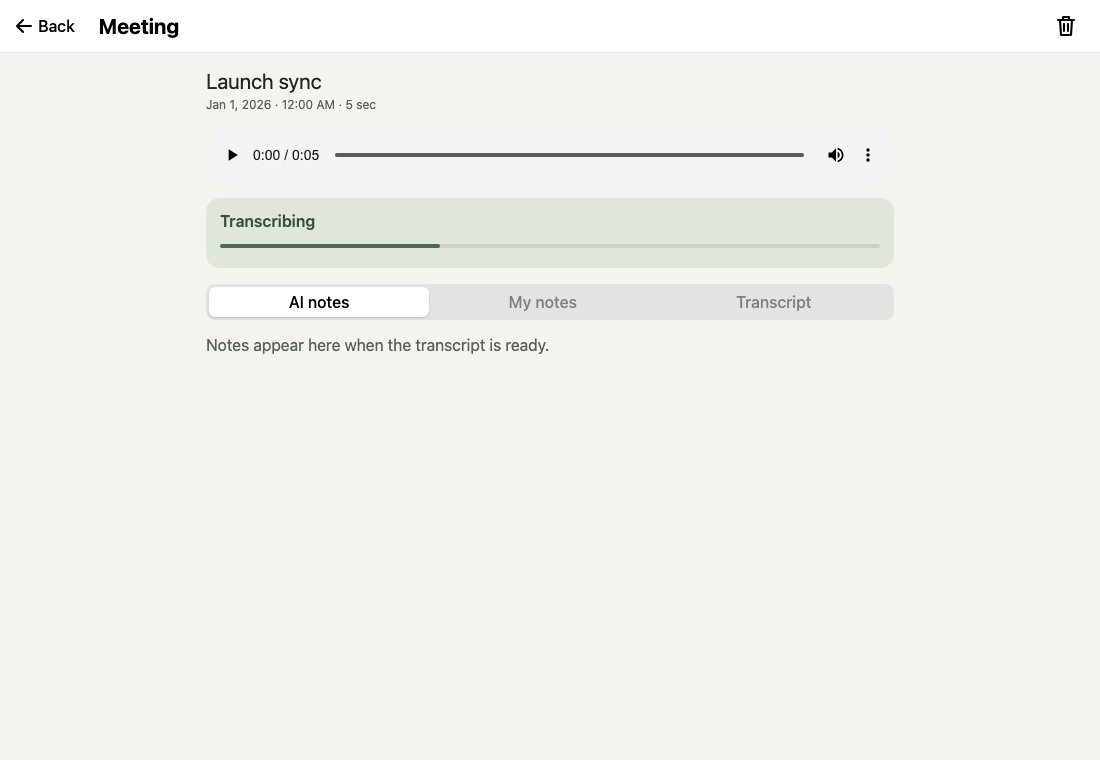 Back
Meeting
Launch sync
Jan 1, 2026 · 12:00 AM · 5 sec
0:00 / 0:05
Transcribing
AI notes
My notes
Transcript
Notes appear here when the transcript is ready.